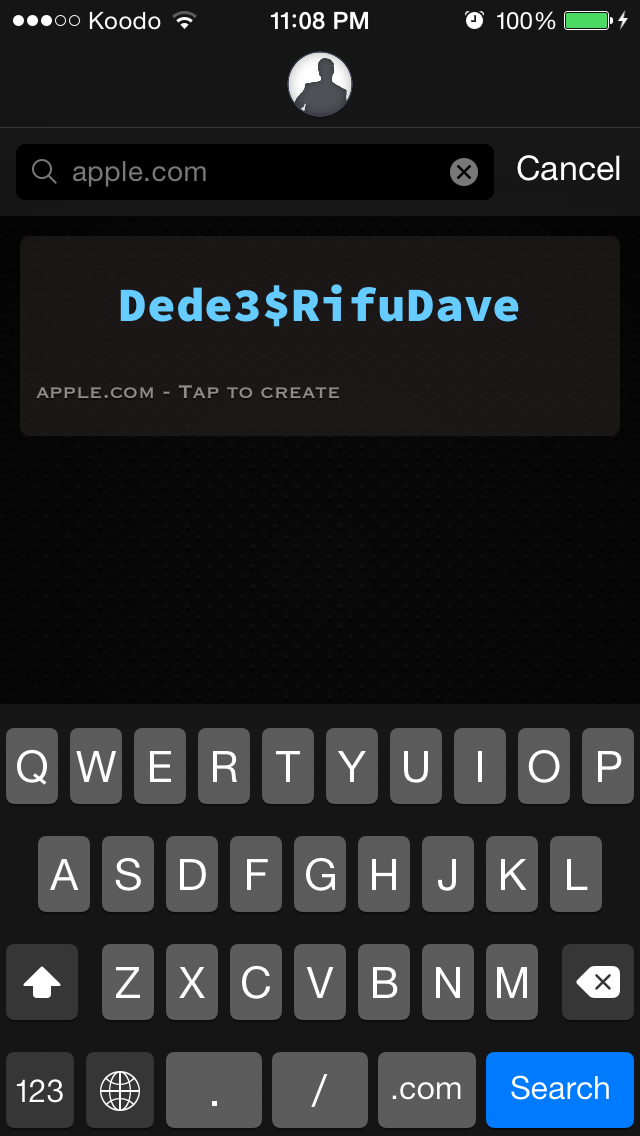 Koodo 11:08 PM 100%
apple.com Cancel
Dede3$RifuDave
APPLE.COM - TAP TO CREATE
Q W E R T Y U I O P
A S D F G H J K L
Z X C V B N M
123 . / .com Search